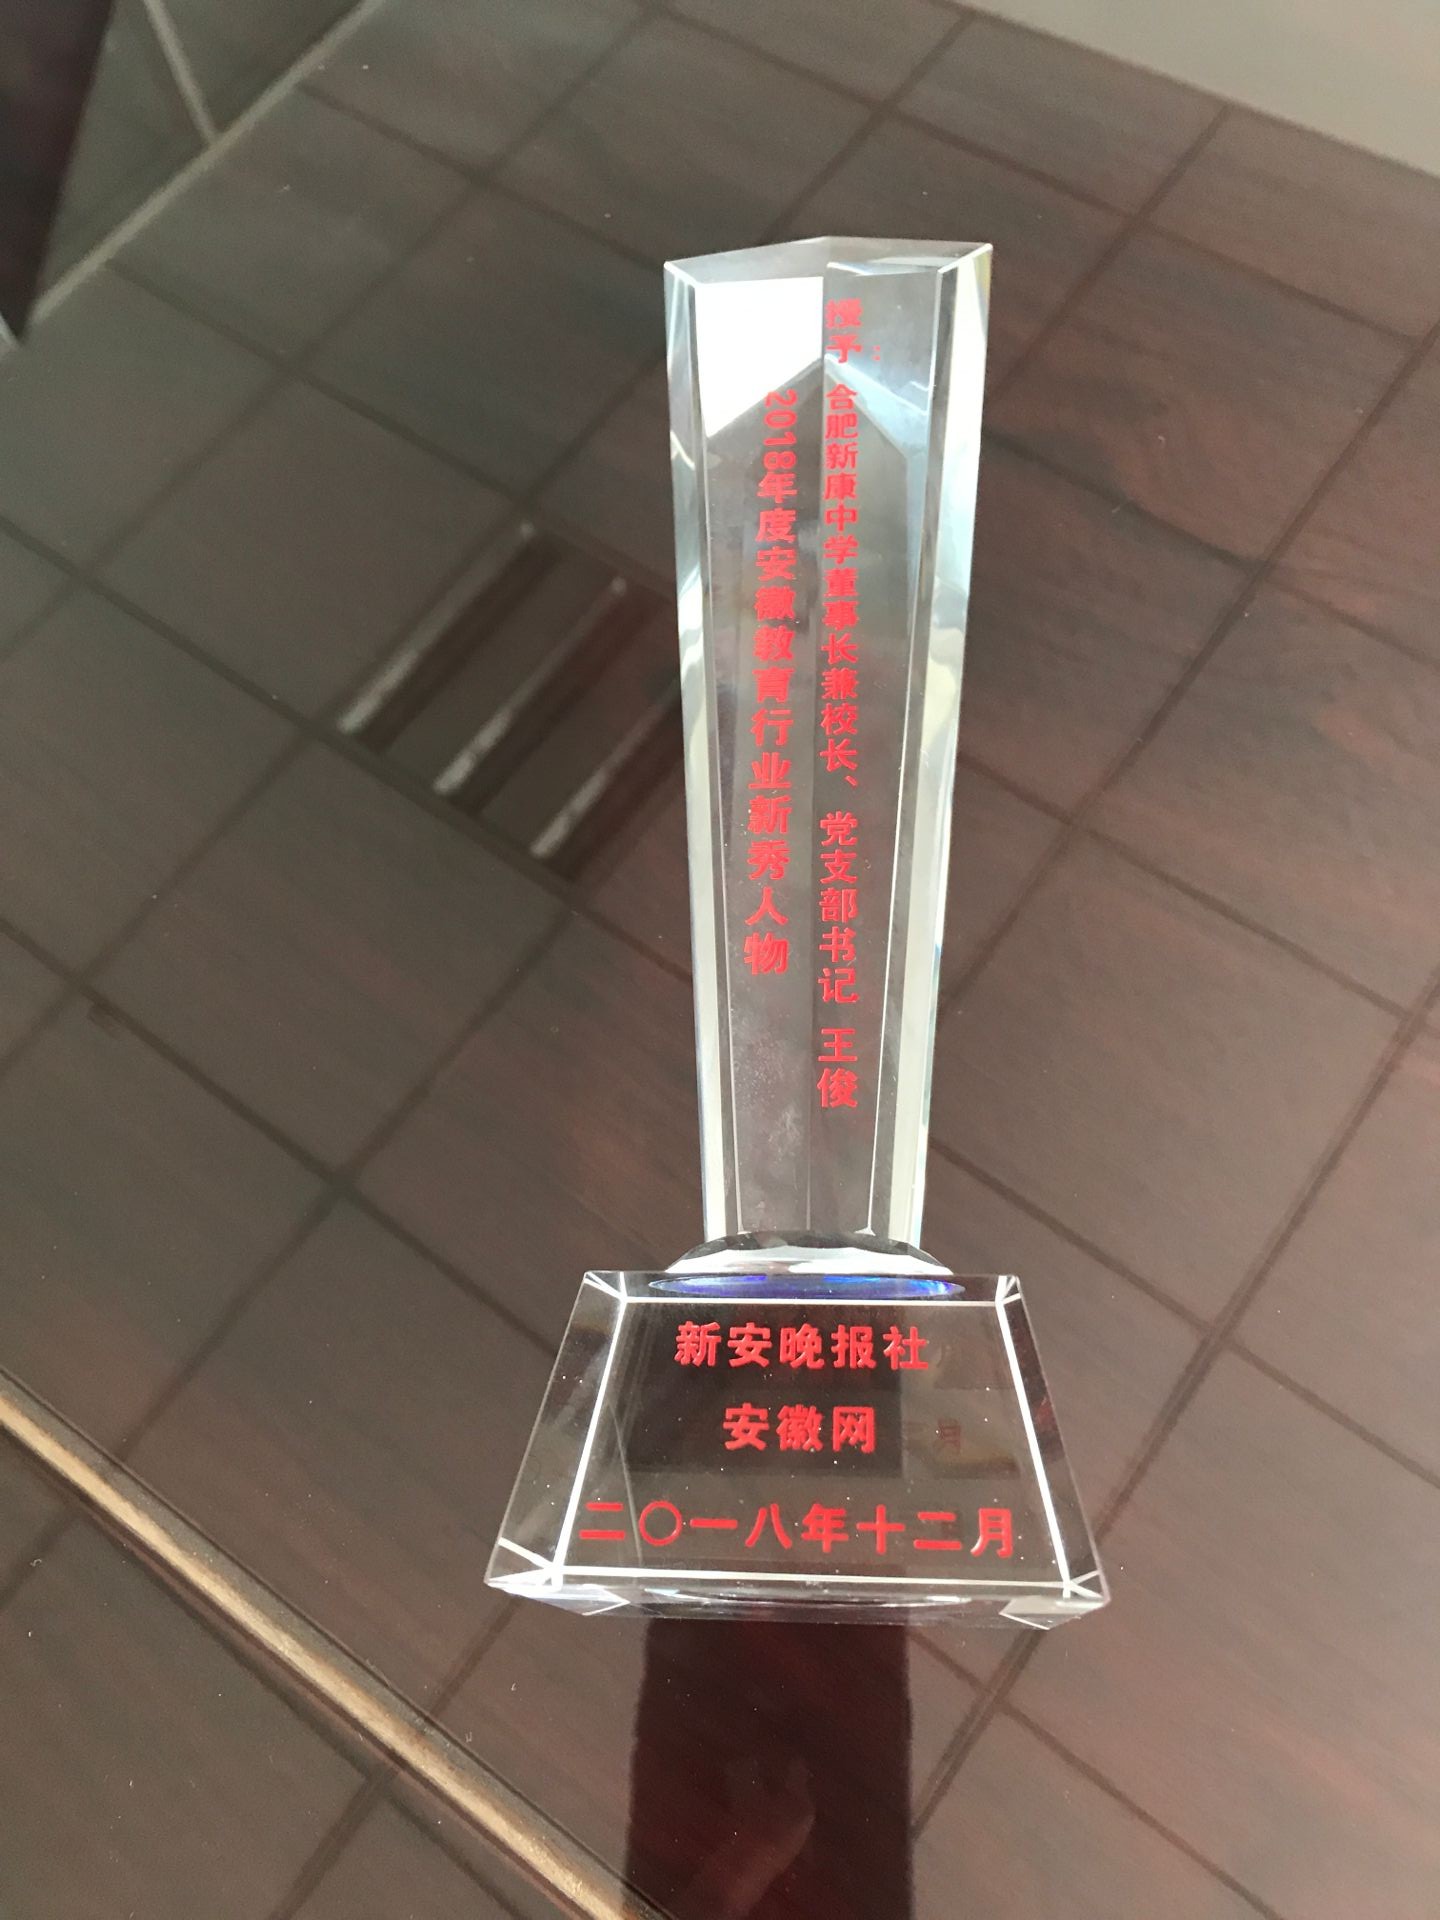 授予：
合肥新康中学董事长兼校长、党支部书记 王俊
2018年度安徽教育行业新秀人物
新安晚报社
安徽网
二〇一八年十二月